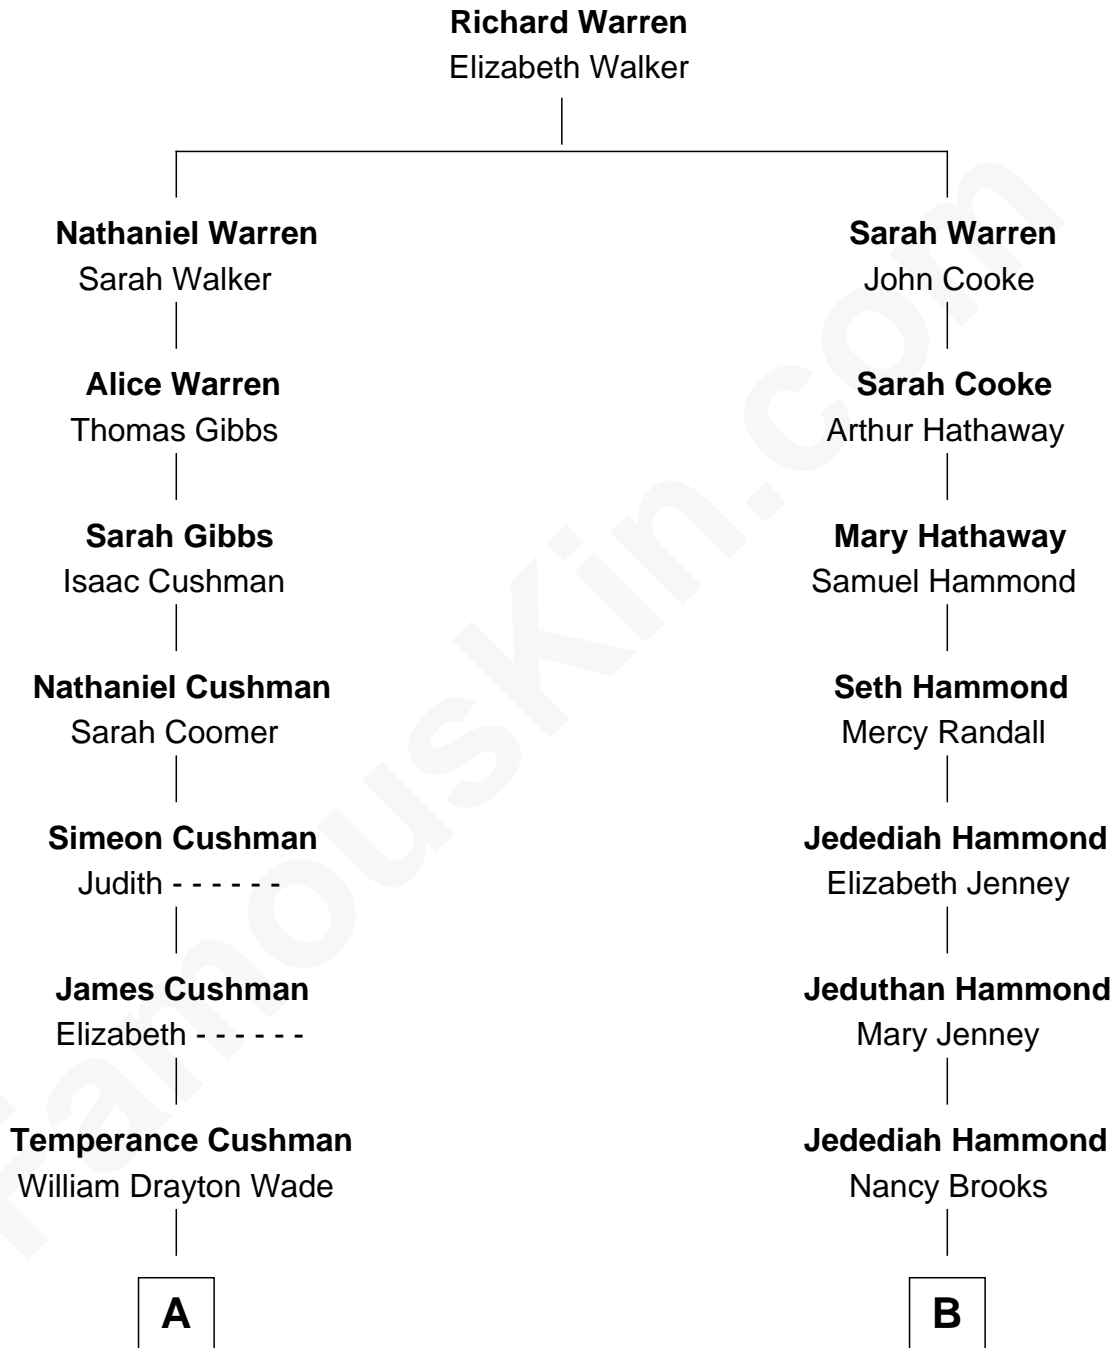 Richard Warren
Elizabeth Walker
Nathaniel Warren
Sarah Walker
Alice Warren
Thomas Gibbs
Sarah Gibbs
Isaac Cushman
Nathaniel Cushman
Sarah Coomer
Simeon Cushman
Judith - - - - - -
James Cushman
Elizabeth - - - - - -
Temperance Cushman
William Drayton Wade
A
Sarah Warren
John Cooke
Sarah Cooke
Arthur Hathaway
Mary Hathaway
Samuel Hammond
Seth Hammond
Mercy Randall
Jedediah Hammond
Elizabeth Jenney
Jeduthan Hammond
Mary Jenney
Jedediah Hammond
Nancy Brooks
B
FamousKin.com